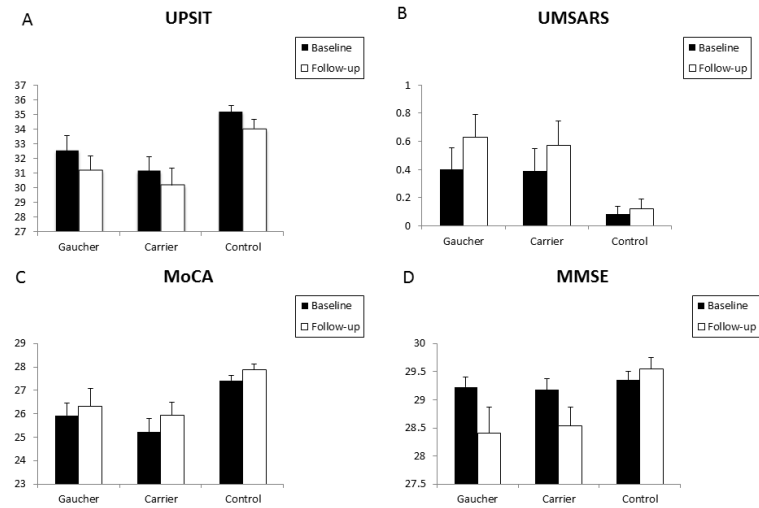 A
UPSIT
Baseline
Follow-up
37
36
35
34
33
32
31
30
29
28
27
Gaucher Carrier Control
B
UMSARS
Baseline
Follow-up
1
0.8
0.6
0.4
0.2
0
Gaucher Carrier Control
C
MoCA
Baseline
Follow-up
29
28
27
26
25
24
23
Gaucher Carrier Control
D
MMSE
Baseline
Follow-up
30
29.5
29
28.5
28
27.5
Gaucher Carrier Control